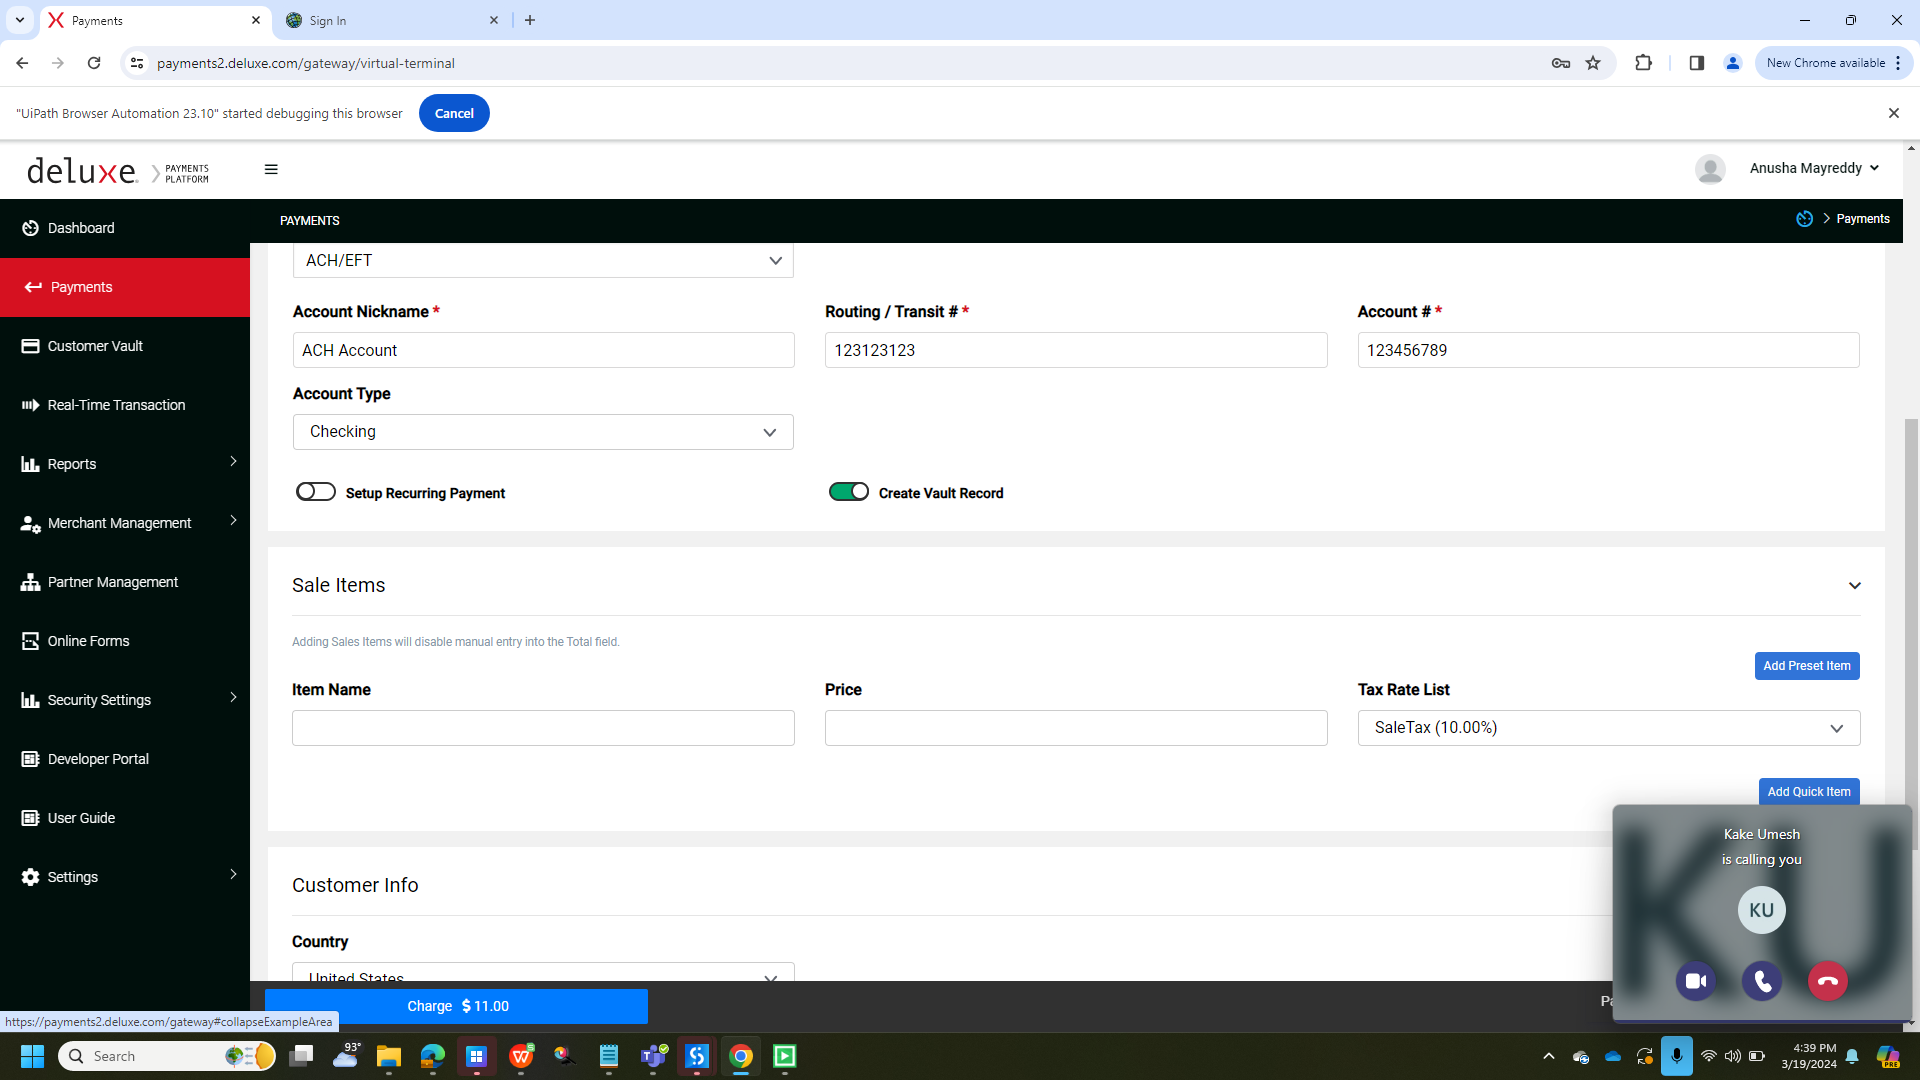 Payments
Sign In
payments2.deluxe.com/gateway/virtual-terminal
New Chrome available
"UiPath Browser Automation 23.10" started debugging this browser
Cancel
deluxe.
PAYMENTS
PLATFORM
Anusha Mayreddy
Dashboard
PAYMENTS
Payments
Payments
Customer Vault
Real-Time Transaction
Reports
Merchant Management
Partner Management
Online Forms
Security Settings
Developer Portal
User Guide
Settings
ACH/EFT
Account Nickname *
Routing / Transit # *
Account # *
ACH Account
123123123
123456789
Account Type
Checking
Setup Recurring Payment
Create Vault Record
Sale Items
Adding Sales Items will disable manual entry into the Total field.
Add Preset Item
Item Name
Price
Tax Rate List
SaleTax (10.00%)
Add Quick Item
Customer Info
Country
United States
Charge $ 11.00
Pa
Kake Umesh
is calling you
KU
KU
https://payments2.deluxe.com/gateway#collapseExampleArea
Search
93°
4:39 PM
3/19/2024
PRE